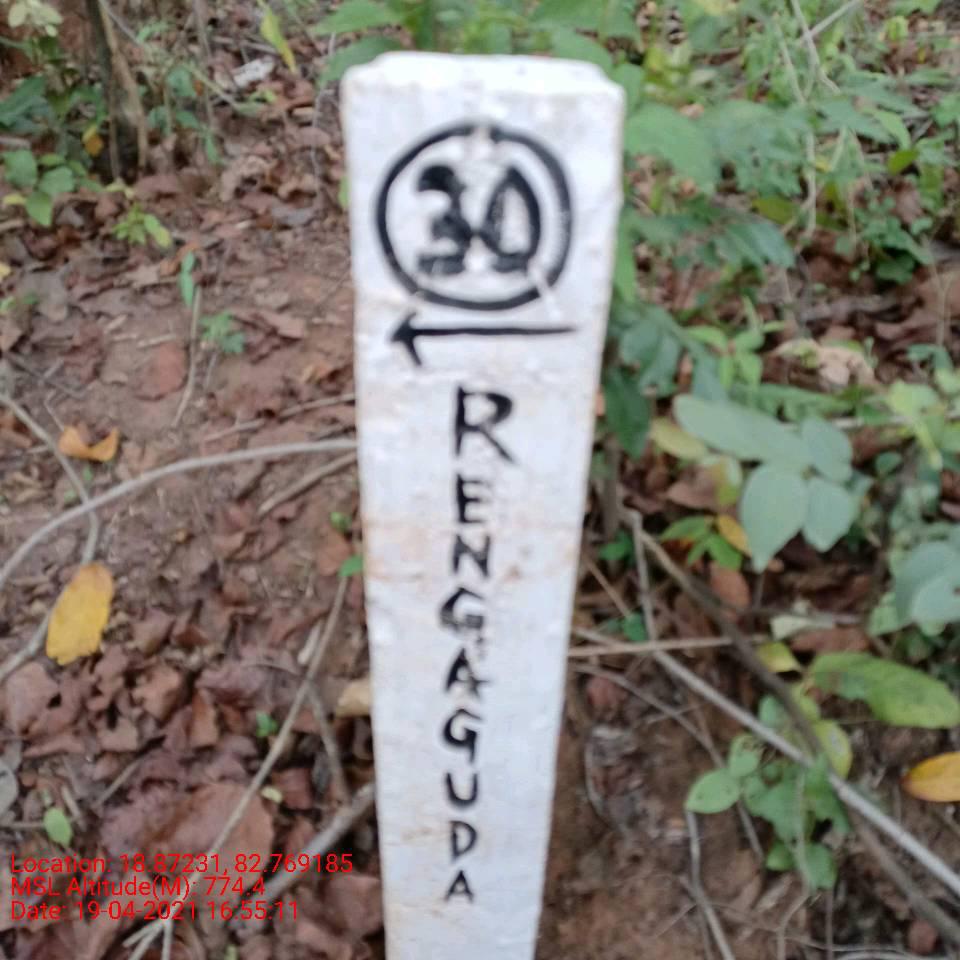 30
RENGAGUDA
Location: 18.87231, 82.769185
MSL Altitude(M): 774.4
Date: 19-04-2021 16:55:11